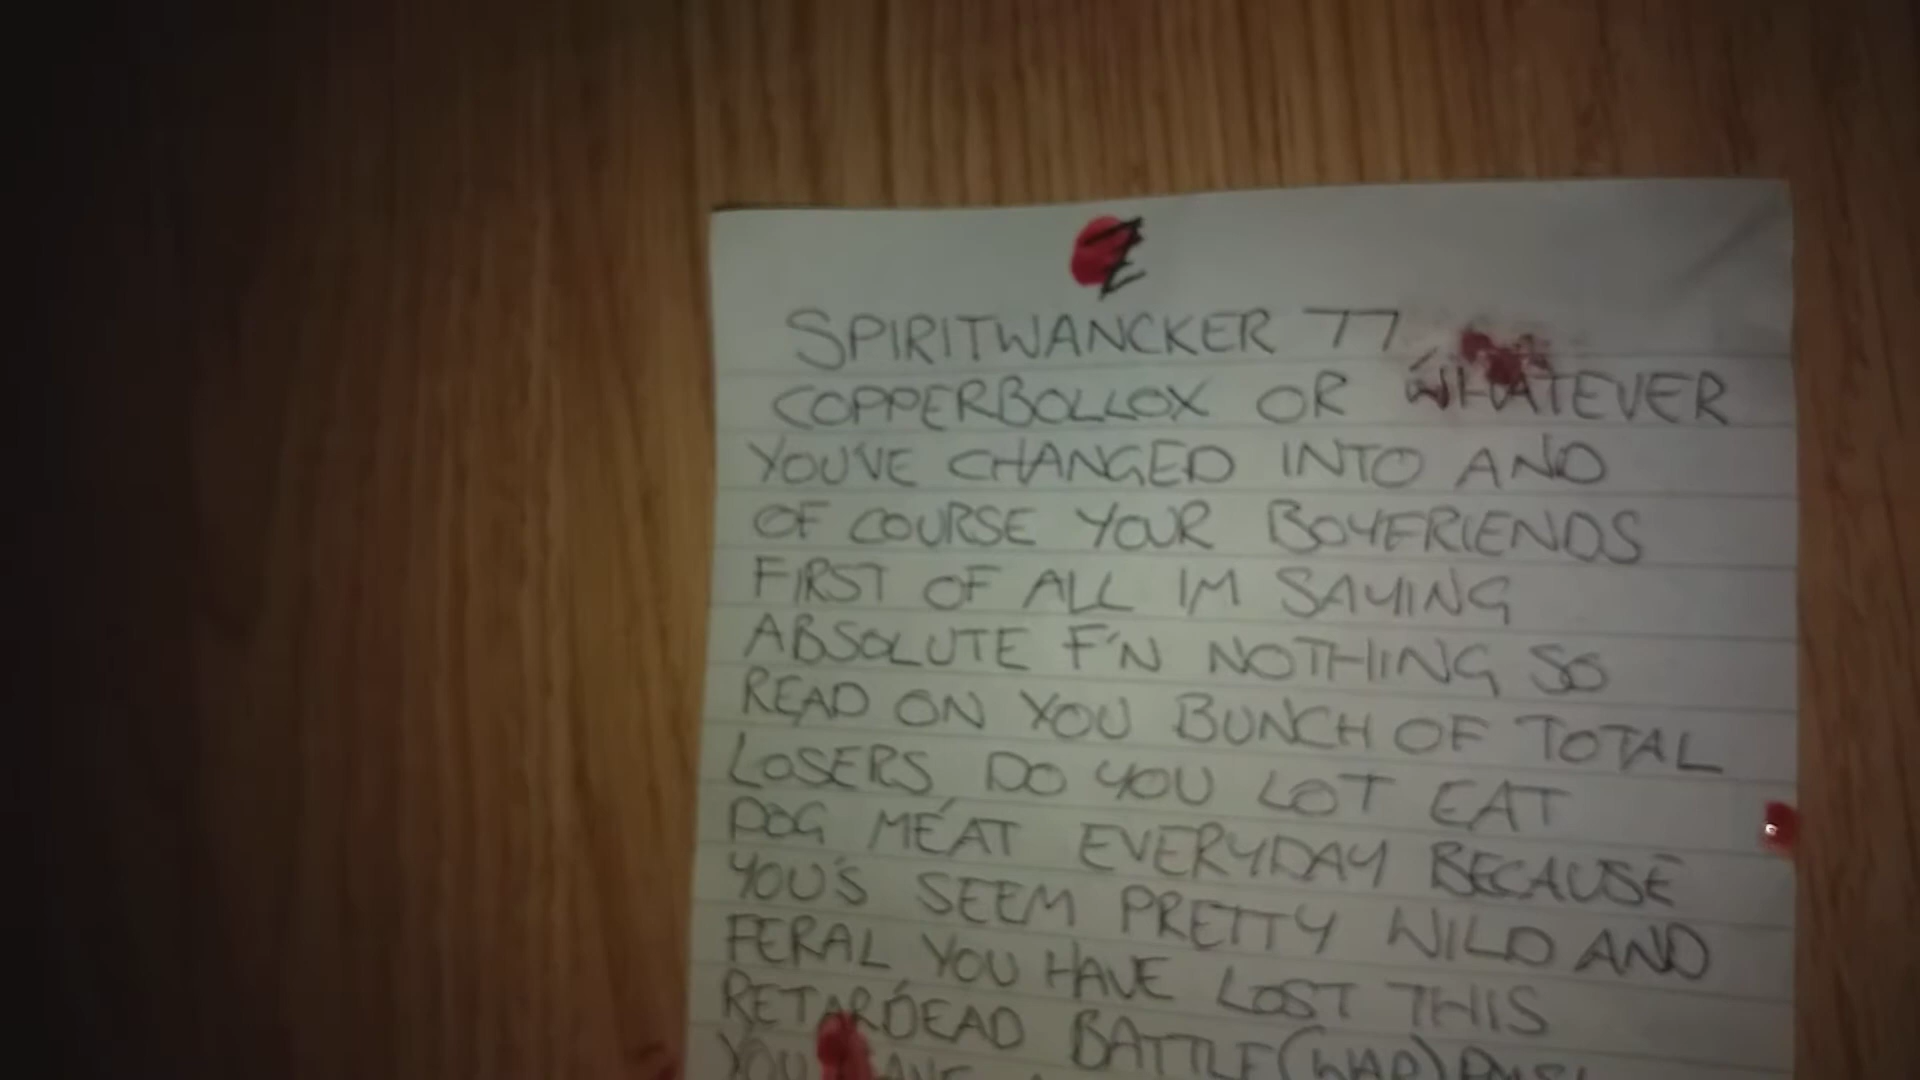 SPIRITWANCKER 77,
COPPERBOLLOX OR WHATEVER
YOU'VE CHANGED INTO AND
OF COURSE YOUR BOYFRIENDS
FIRST OF ALL IM SAYING
ABSOLUTE F'N NOTHING SO
READ ON YOU BUNCH OF TOTAL
LOSERS, DO YOU LOT EAT
DOG MEAT EVERYDAY BECAUSE
YOU'S SEEM PRETTY WILD AND
FERAL YOU HAVE LOST THIS
RETARDEAD BATTLE (WAR)
YOU